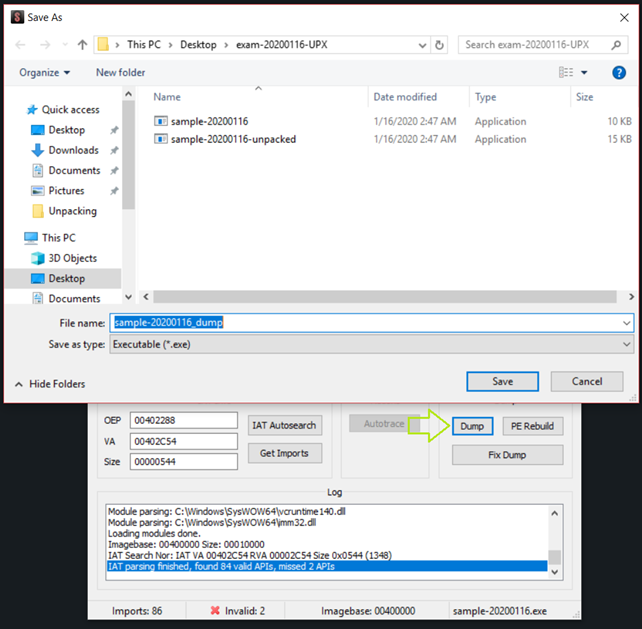 Save As
This PC > Desktop > exam-20200116-UPX
Search exam-20200116-UPX
Organize
New folder
Quick access
Desktop
Downloads
Documents
Pictures
Unpacking
This PC
3D Objects
Desktop
Documents
Name Date modified Type Size
sample-20200116 1/16/2020 2:47 AM Application 10 KB
sample-20200116-unpacked 1/16/2020 2:47 AM Application 15 KB
File name: sample-20200116_dump
Save as type: Executable (*.exe)
Hide Folders
Save
Cancel
OEP 00402288
VA 00402C54
Size 00000544
IAT Autosearch
Get Imports
Autotrace
Dump
PE Rebuild
Fix Dump
Log
Module parsing: C:\Windows\SysWOW64\vcruntime140.dll
Module parsing: C:\Windows\SysWOW64\imm32.dll
Loading modules done.
Imagebase: 00400000 Size: 00010000
IAT Search Nor: IAT VA 00402C54 RVA 00002C54 Size 0x0544 (1348)
IAT parsing finished, found 84 valid APIs, missed 2 APIs
Imports: 86
Invalid: 2
Imagebase: 00400000
sample-20200116.exe